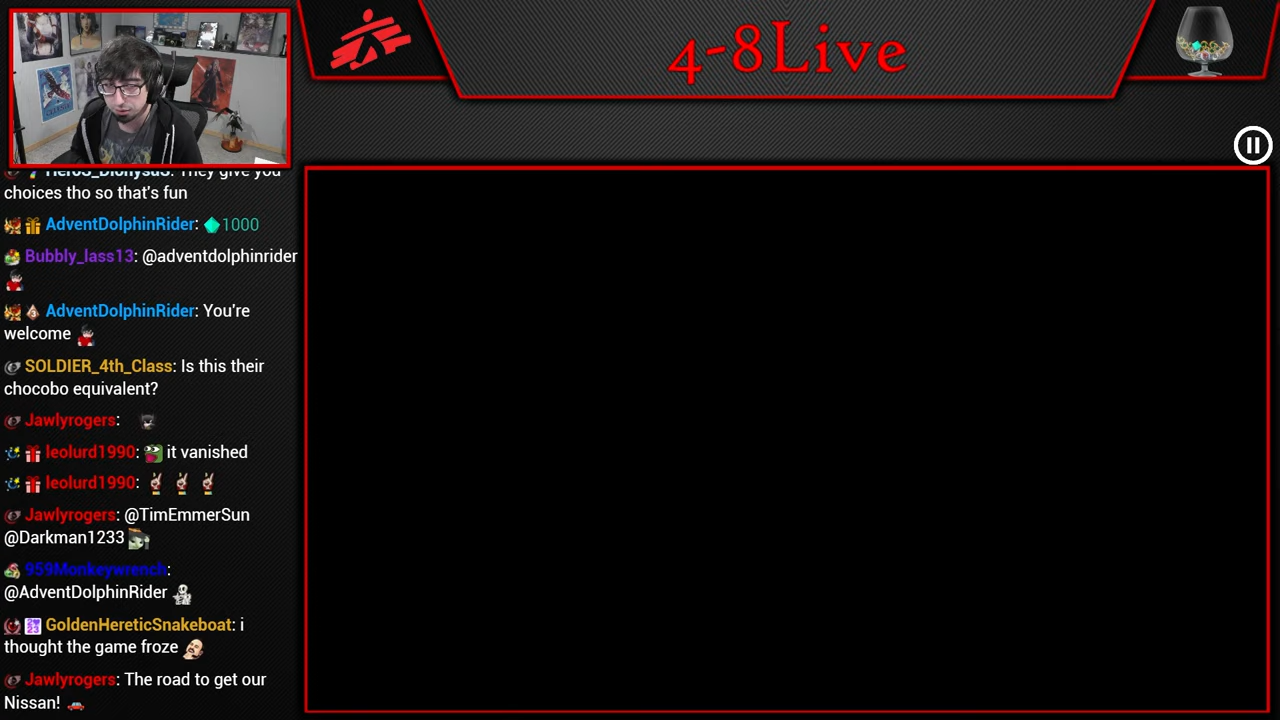 4-8Live
HeroS_DionysuS: They give you
choices tho so that's fun
AdventDolphinRider: 1000
Bubbly_lass13: @adventdolphinrider
AdventDolphinRider: You're
welcome
SOLDIER_4th_Class: Is this their
chocobo equivalent?
Jawlyrogers:
leolurd1990: it vanished
leolurd1990:
Jawlyrogers: @TimEmmerSun
@Darkman1233
959Monkeywrench:
@AdventDolphinRider
GoldenHereticSnakeboat: i
thought the game froze
Jawlyrogers: The road to get our
Nissan!